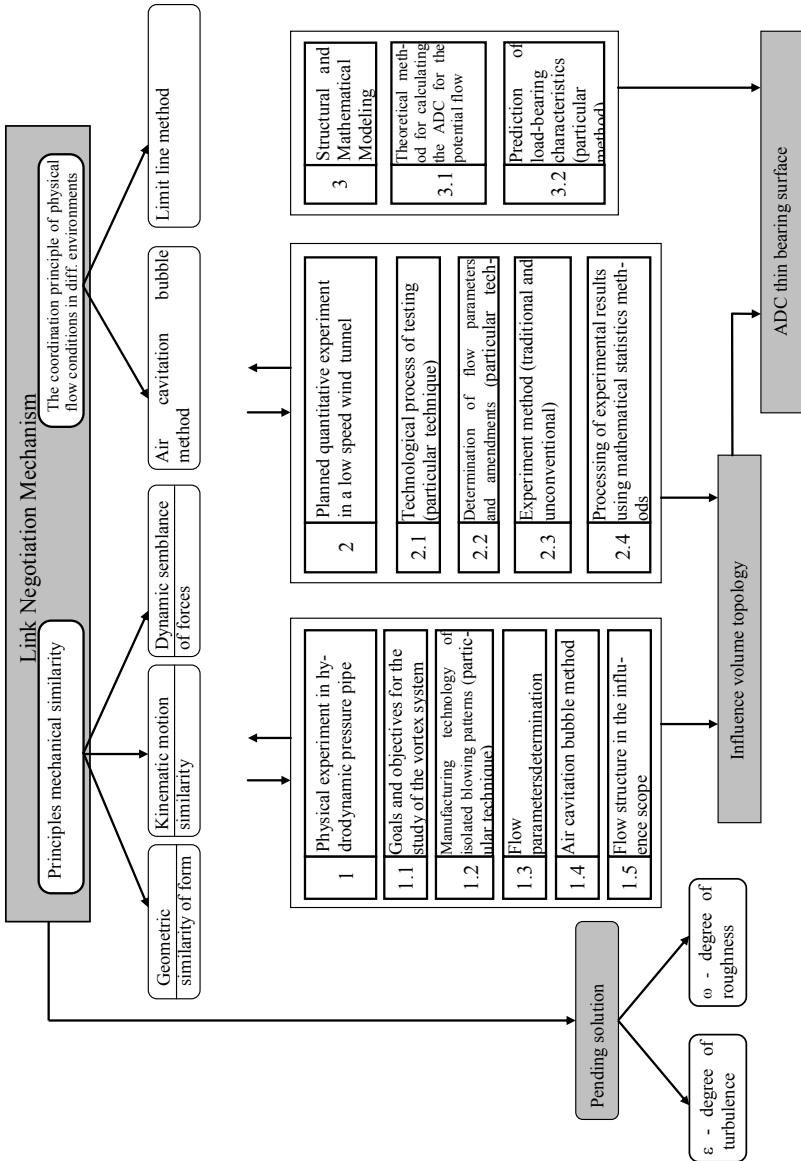 Link Negotiation Mechanism
Principles mechanical similarity
The coordination principle of physical
flow conditions in diff. environments
Geometric
similarity of form
Kinematic motion
similarity
Dynamic semblance
of forces
Air cavitation bubble
method
Limit line method
1
Physical experiment in hy-
drodynamic pressure pipe
1.1
Goals and objectives for the
study of the vortex system
1.2
Manufacturing technology of
isolated blowing patterns (partic-
ular technique)
1.3
Flow
parametersdetermination
1.4
Air cavitation bubble method
1.5
Flow structure in the influ-
ence scope
2
Planned quantitative experiment
in a low speed wind tunnel
2.1
Technological process of testing
(particular technique)
2.2
Determination of flow parameters
and amendments (particular tech-
2.3
Experiment method (traditional and
unconventional)
2.4
Processing of experimental results
using mathematical statistics meth-
ods
3
Structural and
Mathematical
Modeling
3.1
Theoretical meth-
od for calculating
the ADC for the
potential flow
3.2
Prediction of
load-bearing
characteristics
(particular
method)
Pending solution
ε - degree of
turbulence
ω - degree of
roughness
Influence volume topology
ADC thin bearing surface